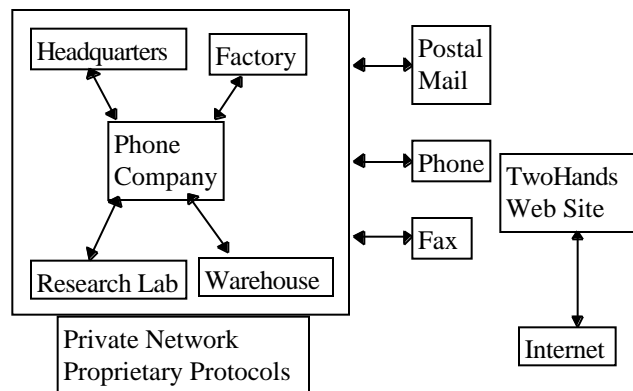 Headquarters
Factory
Phone
Company
Research Lab
Warehouse
Private Network
Proprietary Protocols
Postal
Mail
Phone
Fax
TwoHands
Web Site
Internet